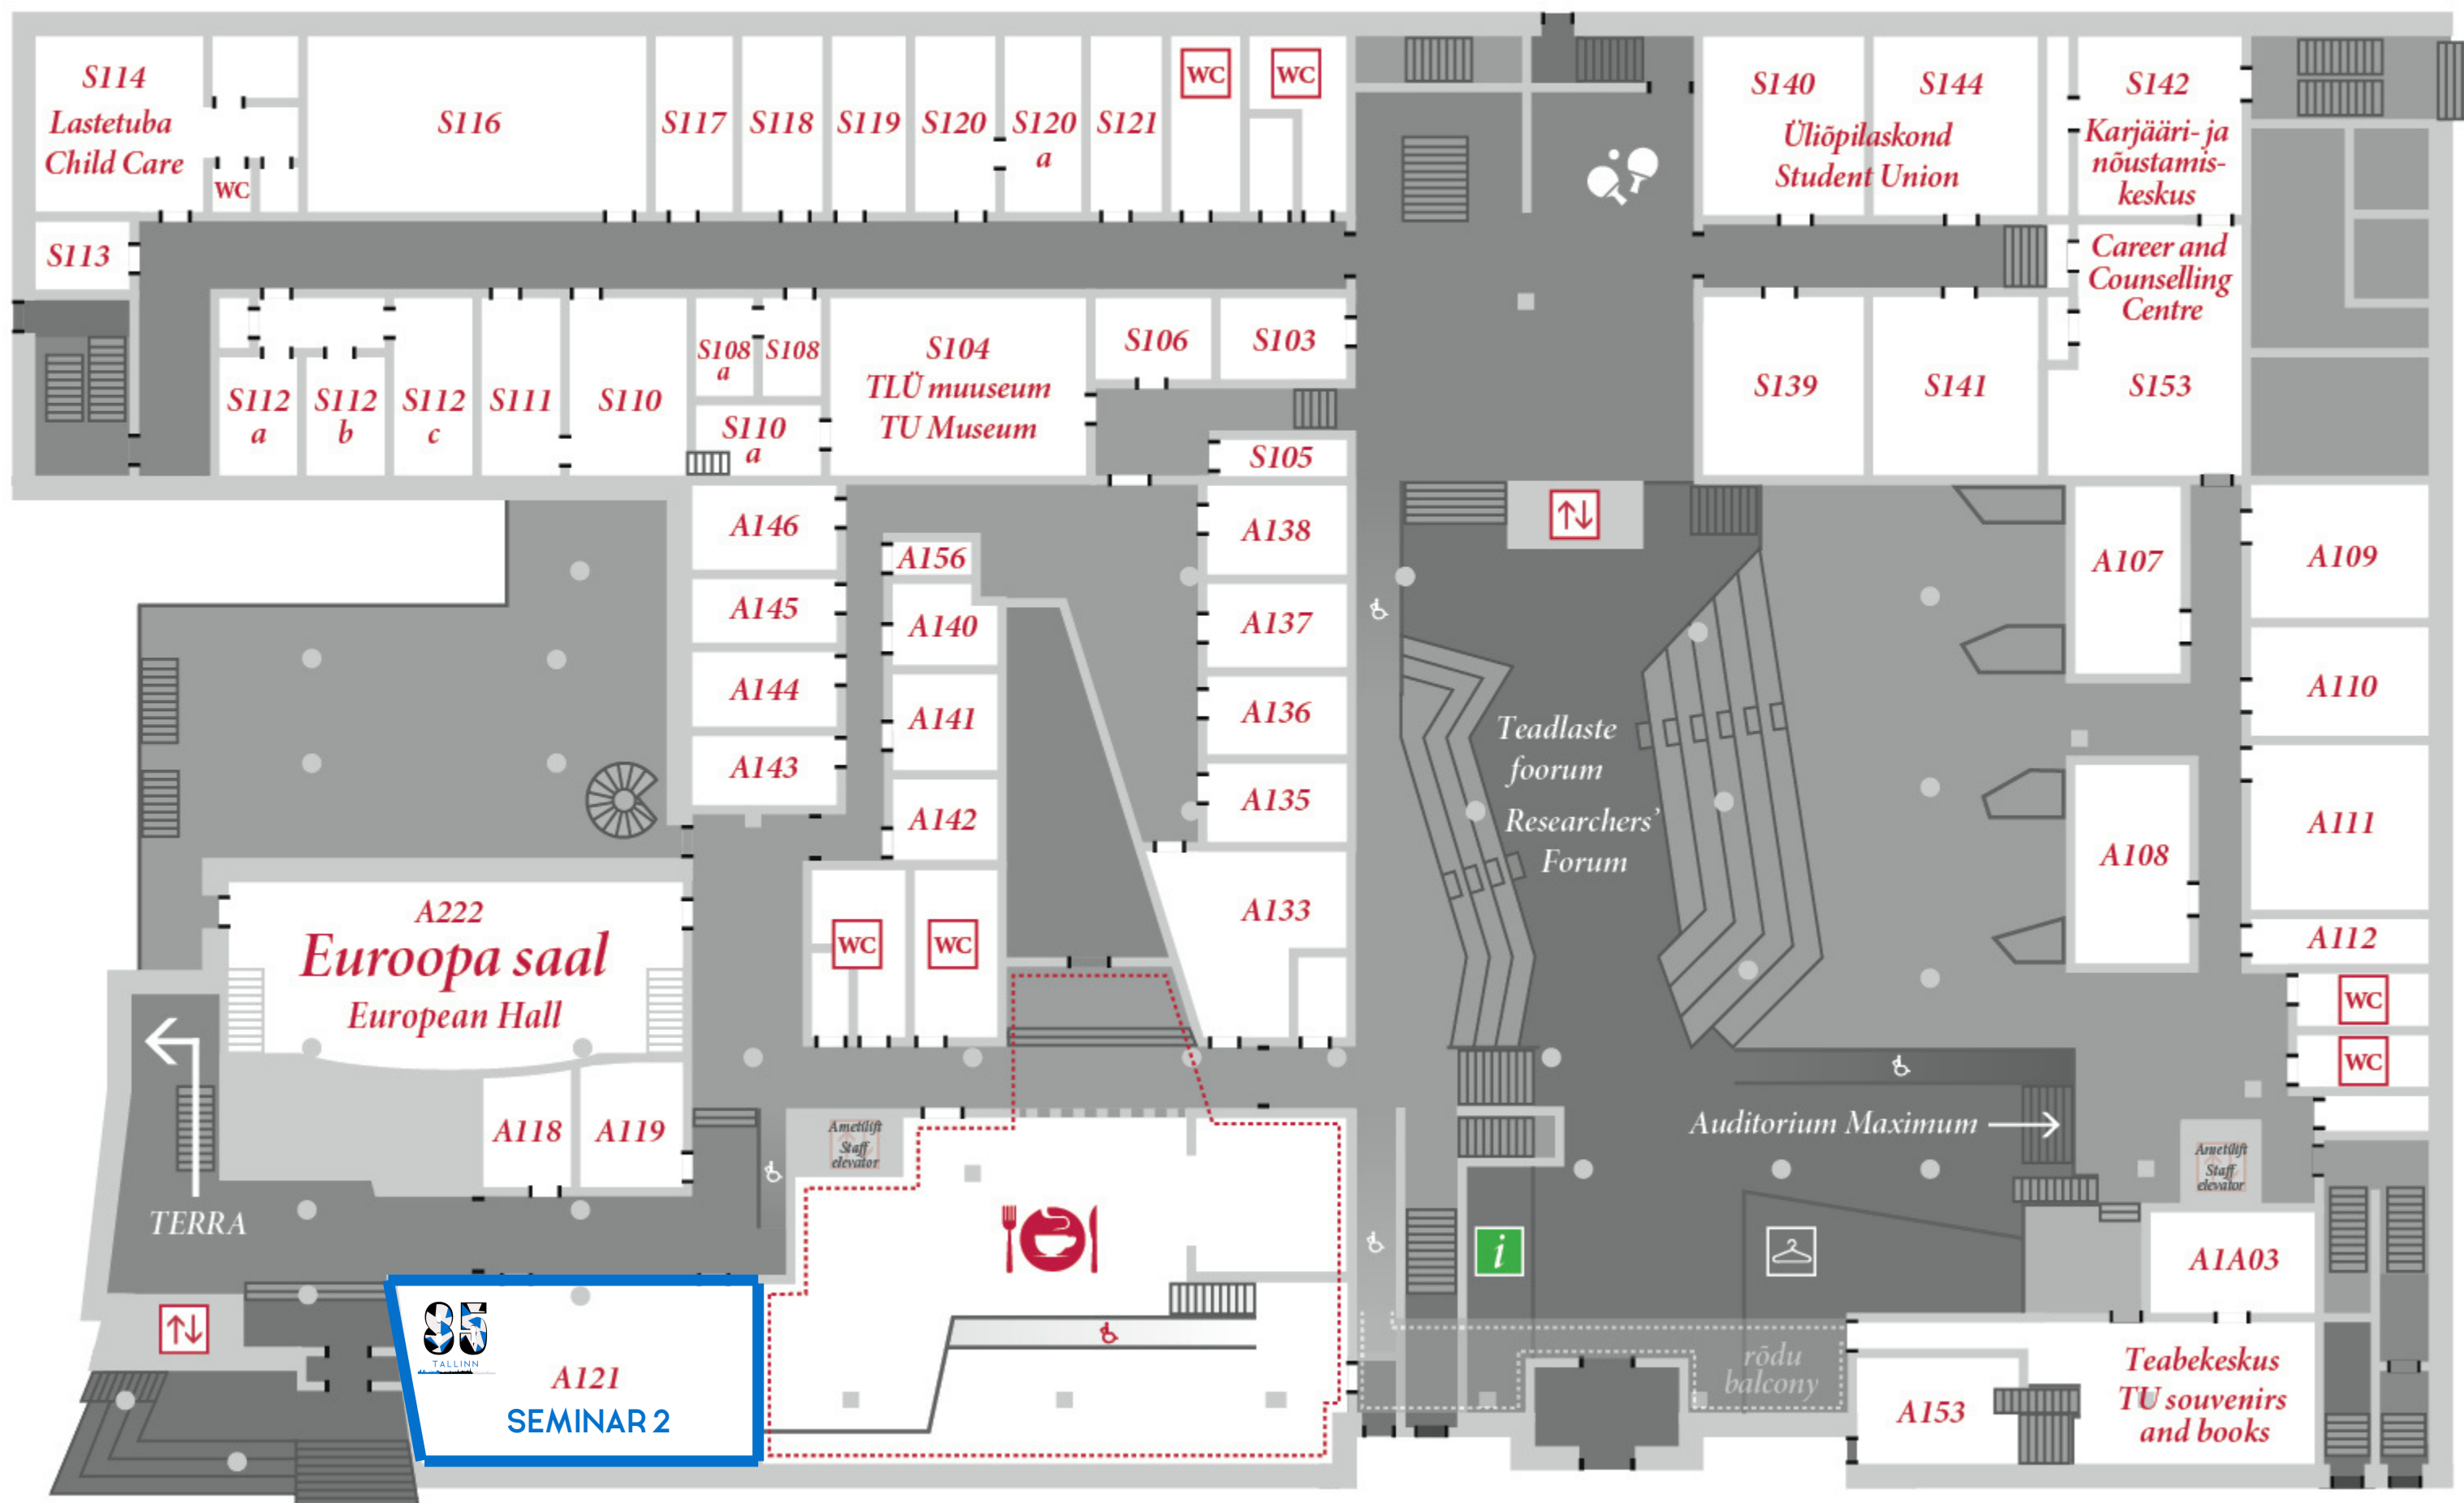 S114
Lastetuba
Child Care
WC
S116
S117
S118
S119
S120
S120
a
S121
WC
WC
S140
S144
Üliõpilaskond
Student Union
S142
Karjääri- ja
nõustamis-
keskus
Career and
Counselling
Centre
S153
S113
S112
a
S112
b
S112
c
S111
S110
S108
a
S108
S110
a
S104
TLÜ muuseum
TU Museum
S106
S103
S105
S139
S141
A146
A145
A144
A143
A156
A140
A141
A142
WC
WC
A138
A137
A136
A135
A133
Teadlaste
foorum
Researchers'
Forum
A107
A108
A109
A110
A111
A112
WC
WC
A222
Euroopa saal
European Hall
A118
A119
TERRA
Ametilift
Staff
elevator
Auditorium Maximum
Ametilift
Staff
elevator
i
A1A03
85
TALLINN
A121
SEMINAR 2
rõdu
balcony
A153
Teabekeskus
TU souvenirs
and books